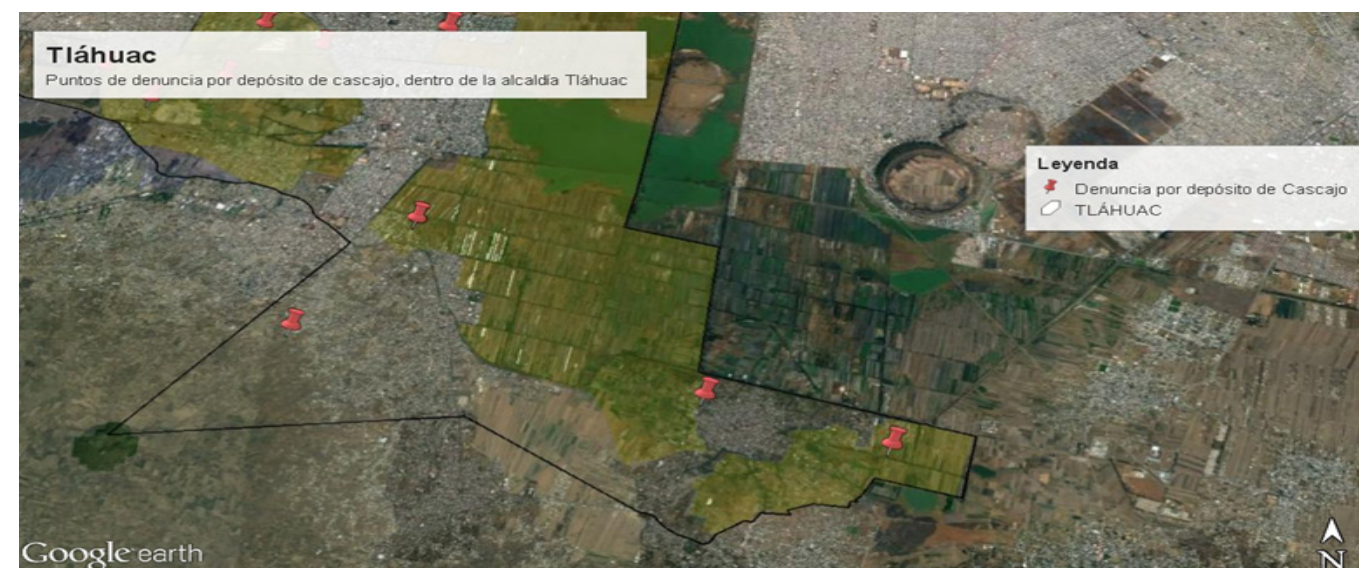 Tláhuac
Puntos de denuncia por depósito de cascajo, dentro de la alcaldía Tláhuac
Leyenda
Denuncia por depósito de Cascajo
TLÁHUAC
Google earth
N